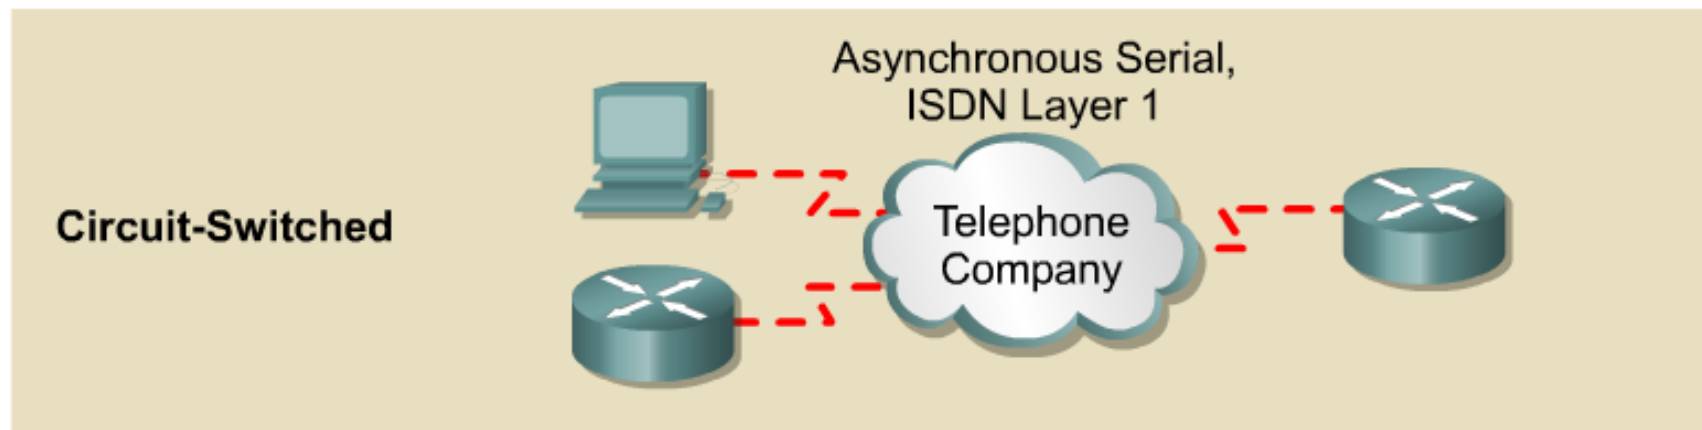 Asynchronous Serial,
ISDN Layer 1
Circuit-Switched
Telephone
Company